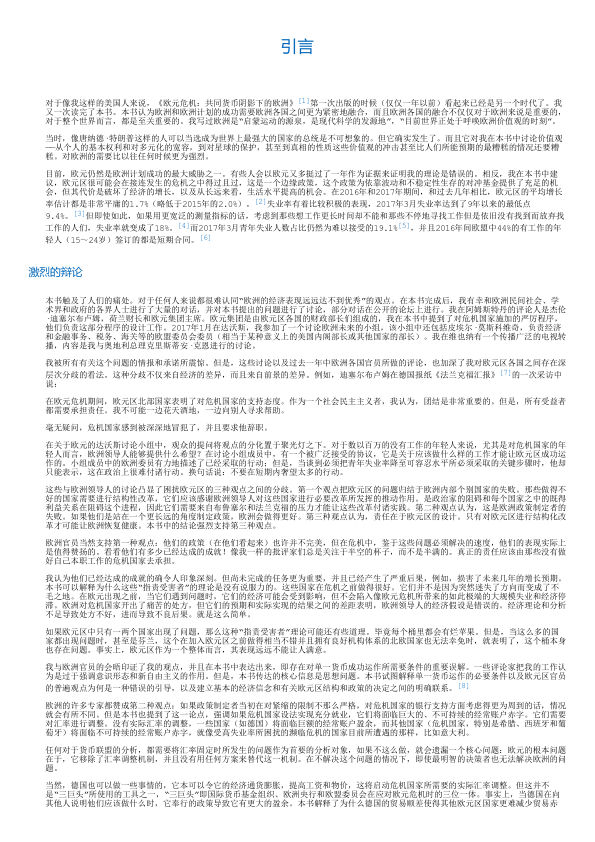 引言
对于像我这样的美国人来说，《欧元危机：共同货币阴影下的欧洲》[1]第一次出版的时候（仅仅一年以前）看起来已经是另一个时代了。我
又一次读完了本书。本书认为欧洲和欧洲计划的成功需要欧洲各国之间更为紧密地融合，而且欧洲各国的融合不仅仅对于欧洲来说是重要的，
对于整个世界而言，都是至关重要的。我写过欧洲是“启蒙运动的源泉，是现代科学的发源地”，“目前世界正处于呼唤欧洲价值观的时刻”。
当时，像唐纳德·特朗普这样的人可以当选成为世界上最强大的国家的总统是不可想象的。但它确实发生了。而且它对我在本书中讨论价值观
——从个人的基本权利和对多元化的宽容，到对星球的保护，甚至到真相的性质这些价值观的冲击甚至比人们所能预期的最糟糕的情况还要糟
糕。对欧洲的需要比以往任何时候更为强烈。
目前，欧元仍然是欧洲计划成功的最大威胁之一。有些人会以欧元又多挺过了一年作为证据来证明我的理论是错误的。相反，我在本书中建
议，欧元区很可能会在接连发生的危机之中得过且过，这是一个边缘政策，这个政策为依靠波动和不稳定性生存的对冲基金提供了充足的机
会，但其代价是破坏了经济的增长，以及从长远来看，生活水平提高的机会。在2016年和2017年期间，和过去几年相比，欧元区的平均增长
率估计都是非常平庸的1.7%（略低于2015年的2.0%）。[2]失业率有着比较积极的表现，2017年3月失业率达到了9年以来的最低点
9.4%。[3]但即使如此，如果用更宽泛的测量指标的话，考虑到那些想工作更长时间却不能和那些不停地寻找工作但是依旧没有找到而放弃找
工作的人们，失业率就变成了18%。[4]而2017年3月青年失业人数占比仍然为难以接受的19.1%[5]，并且2016年间欧盟中44%的有工作的年
轻人（15～24岁）签订的都是短期合同。[6]
激烈的辩论
本书触及了人们的痛处。对于任何人来说都很难认同“欧洲的经济表现远远达不到优秀”的观点。在本书完成后，我有幸和欧洲民间社会、学
术界和政府的各界人士进行了大量的对话，并对本书提出的问题进行了讨论，部分对话在公开的论坛上进行。我在阿姆斯特丹的评论人是杰伦
·迪塞尔布卢姆，荷兰财长和欧元集团主席。欧元集团是由欧元区各国的财政部长们组成的，我在本书中提到了对危机国家施加的严厉程序，
他们负责这部分程序的设计工作。2017年1月在达沃斯，我参加了一个讨论欧洲未来的小组，该小组中还包括皮埃尔·莫斯科维奇，负责经济
和金融事务、税务、海关等的欧盟委员会委员（相当于某种意义上的美国内阁部长或其他国家的部长）。我在维也纳有一个传播广泛的电视转
播，内容是我与奥地利总理克里斯蒂安·克恩进行的讨论。
我被所有有关这个问题的情报和承诺所震惊。但是，这些讨论以及过去一年中欧洲各国官员所做的评论，也加深了我对欧元区各国之间存在深
层次分歧的看法。这种分歧不仅来自经济的差异，而且来自前景的差异。例如，迪塞尔布卢姆在德国报纸《法兰克福汇报》[7]的一次采访中
说：
在欧元危机期间，欧元区北部国家表明了对危机国家的支持态度。作为一个社会民主主义者，我认为，团结是非常重要的，但是，所有受益者
都需要承担责任。我不可能一边花天酒地，一边向别人寻求帮助。
毫无疑问，危机国家感到被深深地冒犯了，并且要求他辞职。
在关于欧元的达沃斯讨论小组中，观众的提问将观点的分化置于聚光灯之下。对于数以百万的没有工作的年轻人来说，尤其是对危机国家的年
轻人而言，欧洲领导人能够提供什么希望？在讨论小组成员中，有一个被广泛接受的协议，它是关于应该做什么样的工作才能让欧元区成功运
作的。小组成员中的欧洲委员有力地描述了已经采取的行动；但是，当谈到必须把青年失业率降至可容忍水平所必须采取的关键步骤时，他却
只能表示，这在政治上很难付诸行动，换句话说，不要在短期内奢望太多的行动。
这些与欧洲领导人的讨论凸显了困扰欧元区的三种观点之间的分歧。第一个观点把欧元区的问题归结于欧洲内部个别国家的失败。那些做得不
好的国家需要进行结构性改革，它们应该感谢欧洲领导人对这些国家进行必要改革所发挥的推动作用。是政治家的阻碍和每个国家之中的既得
利益关系在阻碍这个进程，因此它们需要来自布鲁塞尔和法兰克福的压力才能让这些改革付诸实践。第二种观点认为，这是欧洲政策制定者的
失败。如果他们是站在一个更长远的角度制定政策，欧洲会做得更好。第三种观点认为，责任在于欧元区的设计。只有对欧元区进行结构化改
革才可能让欧洲恢复健康。本书中的结论强烈支持第三种观点。
欧洲官员当然支持第一种观点：他们的政策（在他们看起来）也许并不完美，但在危机中，鉴于这些问题必须解决的速度，他们的表现实际上
是值得赞扬的。看看他们有多少已经达成的成就！像我一样的批评家们总是关注于半空的杯子，而不是半满的。真正的责任应该由那些没有做
好自己本职工作的危机国家去承担。
我认为他们已经达成的成就的确令人印象深刻。但尚未完成的任务更为重要，并且已经产生了严重后果，例如，损害了未来几年的增长预期。
本书可以解释为什么这些“指责受害者”的理论是没有说服力的。这些国家在危机之前做得很好。它们并不是因为突然迷失了方向而变成了不
毛之地。在欧元出现之前，当它们遇到问题时，它们的经济可能会受到影响，但不会陷入像欧元危机所带来的如此极端的大规模失业和经济停
滞。欧洲对危机国家开出了痛苦的处方，但它们的预期和实际实现的结果之间的差距表明，欧洲领导人的经济假设是错误的。经济理论和分析
不是导致处方不好，进而导致不良后果。就是这么简单。
如果欧元区中只有一两个国家出现了问题，那么这种“指责受害者”理论可能还有些道理。毕竟每个桶里都会有烂苹果。但是，当这么多的国
家都出现问题时，甚至是芬兰，这个在加入欧元区之前做得相当不错并且拥有良好机构体系的北欧国家也无法幸免时，就表明了，这个桶本身
也存在问题。事实上，欧元区作为一个整体而言，其表现远远不能让人满意。
我与欧洲官员的会晤印证了我的观点，并且在本书中表达出来，即存在对单一货币成功运作所需要条件的重要误解。一些评论家把我的工作认
为是过于强调意识形态和新自由主义的作用。但是，本书传达的核心信息是思想问题。本书试图解释单一货币运作的必要条件以及欧元区官员
的普遍观点为何是一种错误的引导，以及建立基本的经济信念和有关欧元区结构和政策的决定之间的明确联系。[8]
欧洲的许多专家都赞成第二种观点：如果政策制定者当初在对紧缩的限制不那么严格，对危机国家的银行支持方面考虑得更为周到的话，情况
就会有所不同。但是本书也提到了这一论点，强调如果危机国家设法实现充分就业，它们将面临巨大的、不可持续的经常账户赤字。它们需要
对汇率进行调整。没有实际汇率的调整，一些国家（如德国）将面临巨额的经常账户盈余，而其他国家（危机国家，特别是希腊、西班牙和葡
萄牙）将面临不可持续的经常账户赤字，就像受高失业率所困扰的濒临危机的国家目前所遭遇的那样，比如意大利。
任何对于货币联盟的分析，都需要将汇率固定时所发生的问题作为首要的分析对象，如果不这么做，就会遗漏一个核心问题；欧元的根本问题
在于，它移除了汇率调整机制，并且没有用任何方案来替代这一机制。在不解决这个问题的情况下，即使最明智的决策者也无法解决欧洲的问
题。
当然，德国也可以做一些事情的，它本可以令它的经济通货膨胀，提高工资和物价，这将启动危机国家所需要的实际汇率调整。但这并不
是“三巨头”所使用的工具之一，“三巨头”即国际货币基金组织、欧洲央行和欧盟委员会在应对欧元危机时的三位一体。事实上，当德国在向
其他人说明他们应该做什么时，它奉行的政策导致它有更大的盈余。本书解释了为什么德国的贸易顺差使得其他欧元区国家更难减少贸易赤